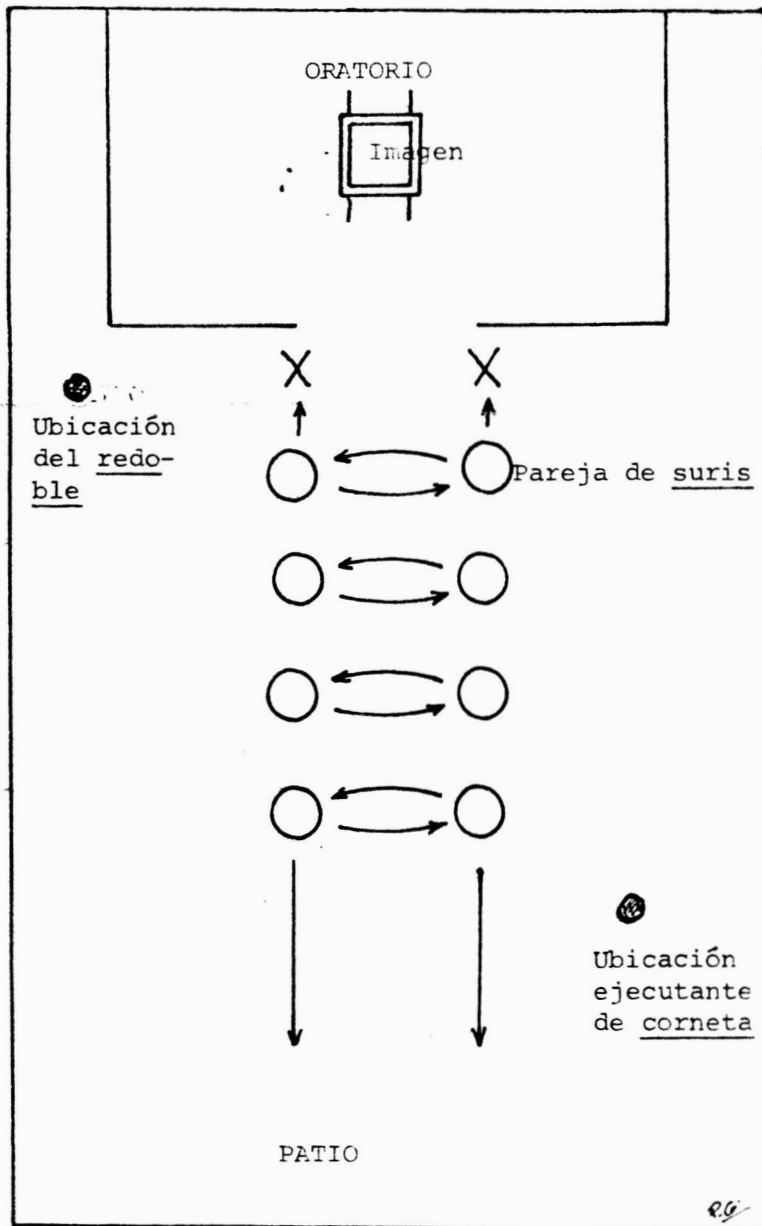 ORATORIO
Imagen
X X
Ubicación
del redo-
ble
Pareja de suris
Ubicación
ejecutante
de corneta
PATIO